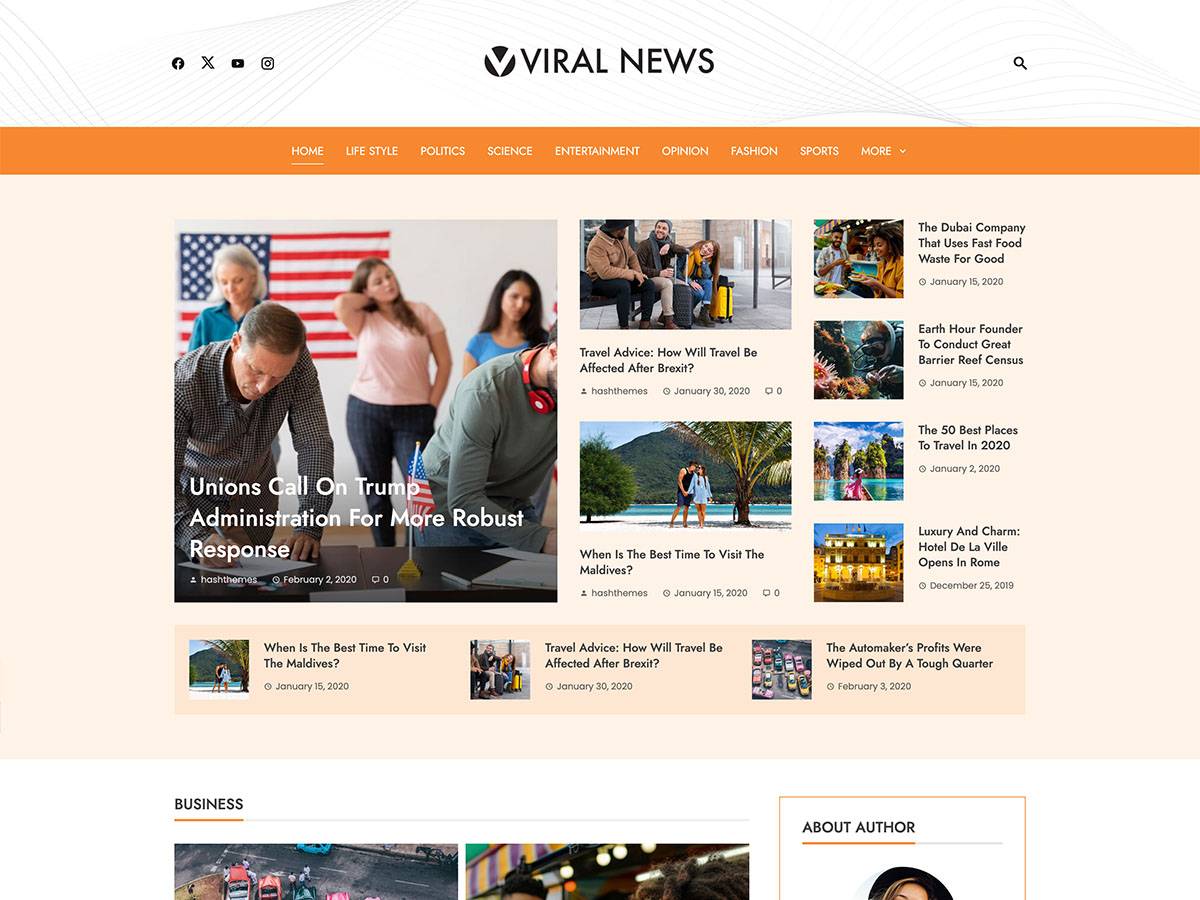 VIRAL NEWS
HOME LIFE STYLE POLITICS SCIENCE ENTERTAINMENT OPINION FASHION SPORTS MORE
Unions Call On Trump
Administration For More Robust
Response
hashthemes February 2, 2020 0
Travel Advice: How Will Travel Be
Affected After Brexit?
hashthemes January 30, 2020 0
When Is The Best Time To Visit The
Maldives?
hashthemes January 15, 2020 0
The Dubai Company
That Uses Fast Food
Waste For Good
January 15, 2020
Earth Hour Founder
To Conduct Great
Barrier Reef Census
January 15, 2020
The 50 Best Places
To Travel In 2020
January 2, 2020
Luxury And Charm:
Hotel De La Ville
Opens In Rome
December 25, 2019
When Is The Best Time To Visit
The Maldives?
January 15, 2020
Travel Advice: How Will Travel Be
Affected After Brexit?
January 30, 2020
The Automaker’s Profits Were
Wiped Out By A Tough Quarter
February 3, 2020
BUSINESS
ABOUT AUTHOR